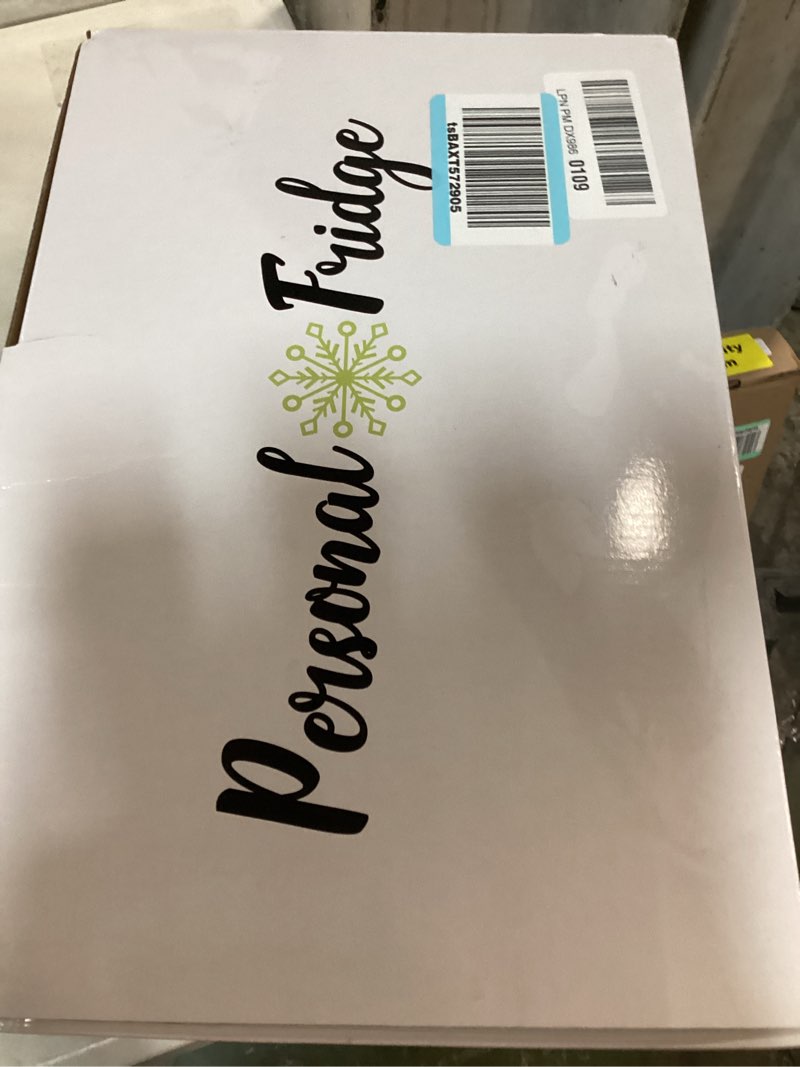 Personal Fridge
tsBAXT572905
LPN PM DX986 0109